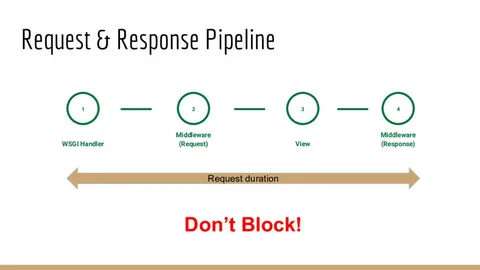 Request & Response Pipeline
1
2
3
4
WSGI Handler
Middleware
(Request)
View
Middleware
(Response)
Request duration
Don’t Block!